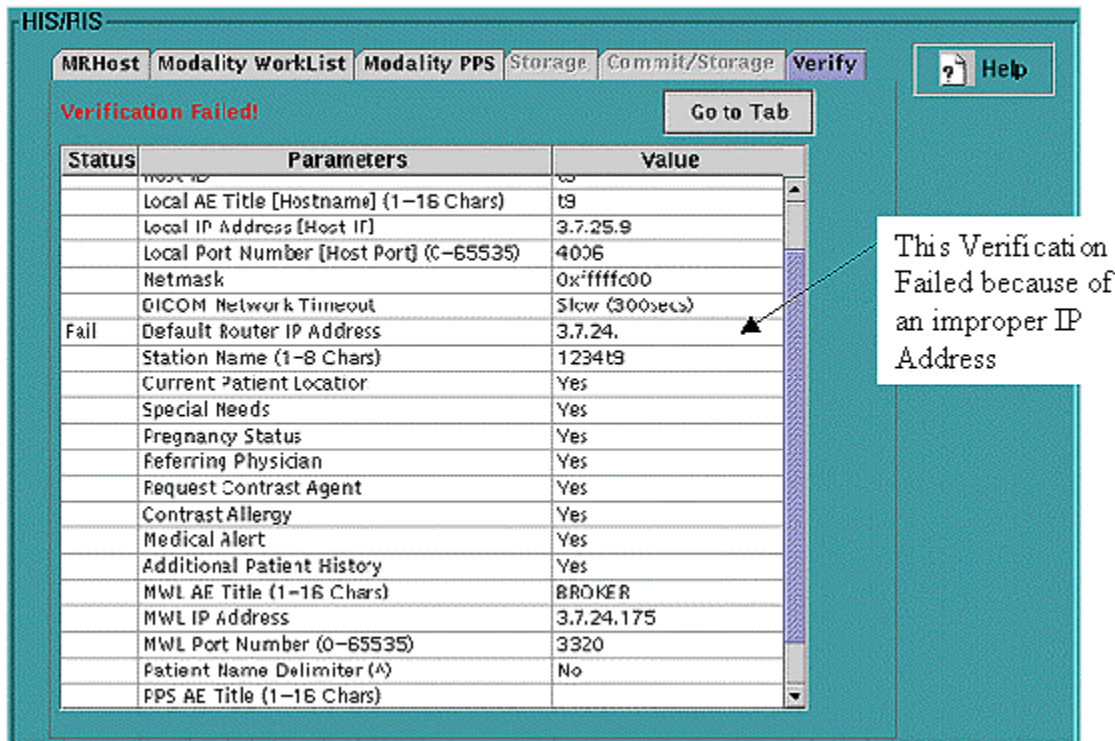 HIS/RIS
MRHost Modality WorkList Modality PPS Storage Commit/Storage Verify
? Help
Verification Failed!
Go to Tab
Status Parameters Value
Host ID t9
Local AE Title [Hostname] (1-16 Chars) t9
Local IP Address [Host IP] 3.7.25.9
Local Port Number [Host Port] (0-65535) 4006
Netmask 0xfffffc00
DICOM Network Timeout Slow (300secs)
Fail Default Router IP Address 3.7.24.
Station Name (1-8 Chars) 1234t9
Current Patient Location Yes
Special Needs Yes
Pregnancy Status Yes
Referring Physician Yes
Request Contrast Agent Yes
Contrast Allergy Yes
Medical Alert Yes
Additional Patient History Yes
MWL AE Title (1-16 Chars) BROKER
MWL IP Address 3.7.24.175
MWL Port Number (0-65535) 3320
Patient Name Delimiter (^) No
PPS AE Title (1-16 Chars)
This Verification
Failed because of
an improper IP
Address